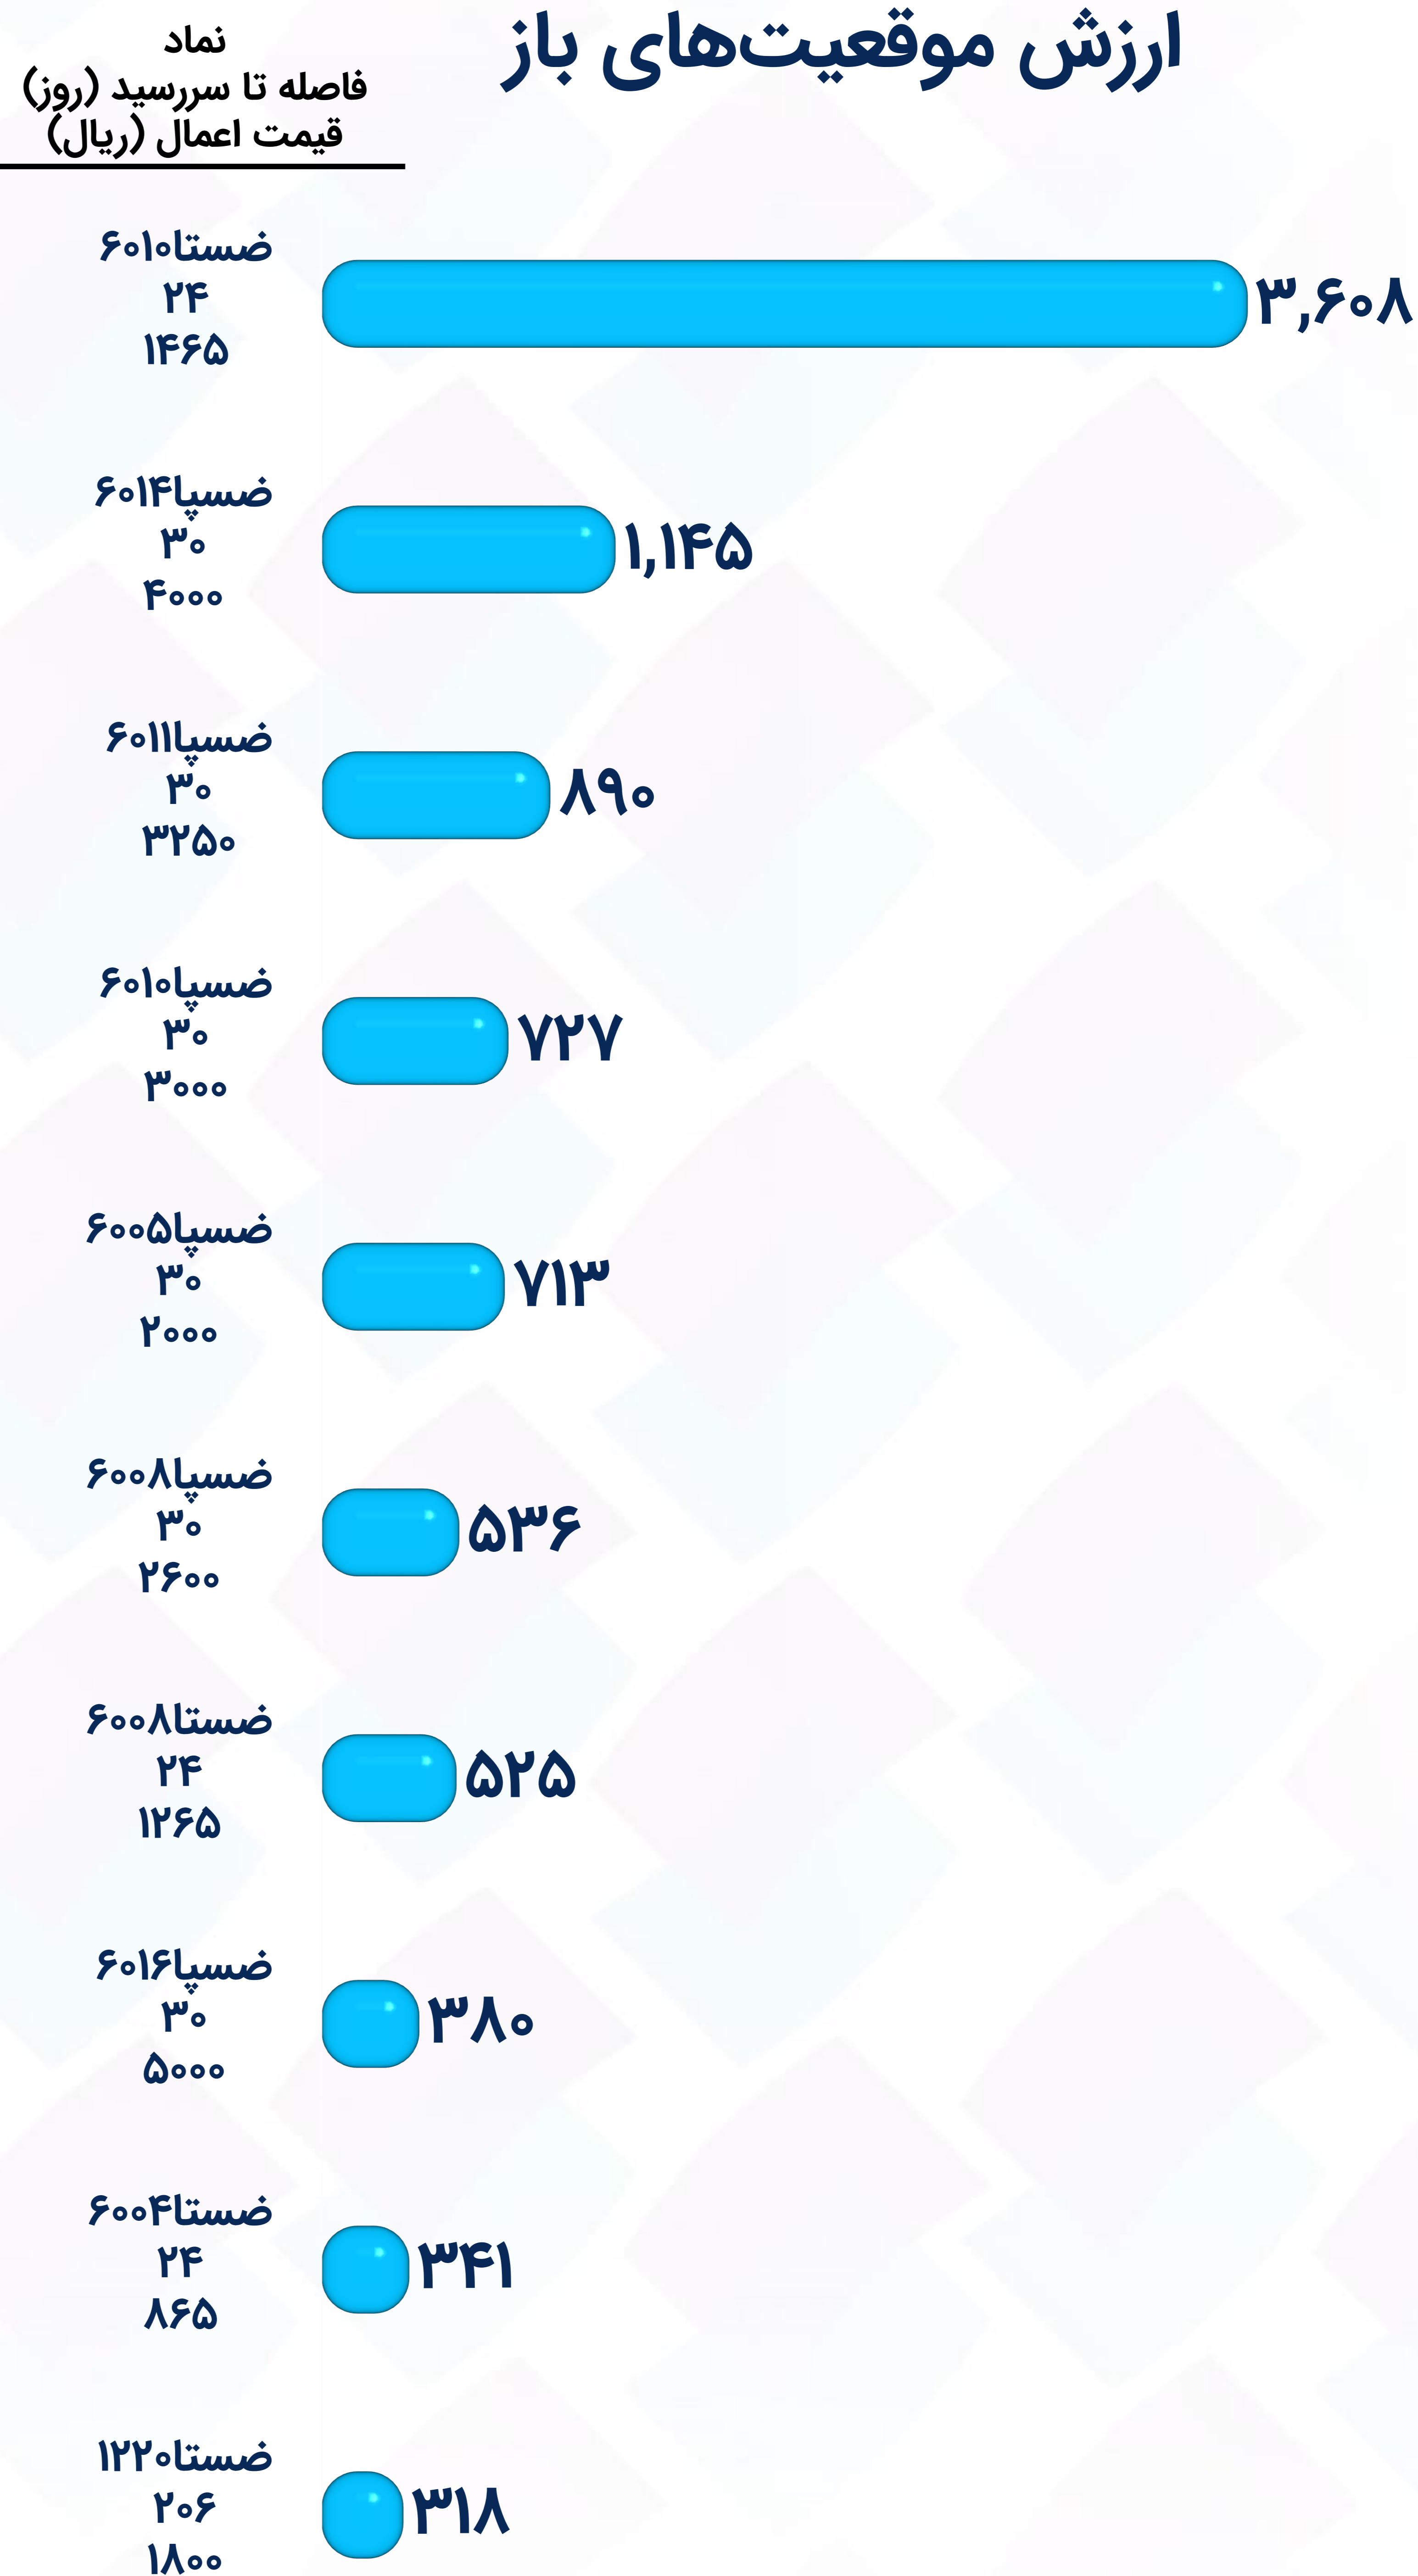 ارزش موقعیت‌های باز
نماد
فاصله تا سررسید (روز)
قیمت اعمال (ریال)
ضستا۶۰۱۰
۲۴
۱۴۶۵
۳,۶۰۸
ضسپا۶۰۱۴
۳۰
۴۰۰۰
۱,۱۴۵
ضسپا۶۰۱۱
۳۰
۳۲۵۰
۸۹۰
ضسپا۶۰۱۰
۳۰
۳۰۰۰
۷۲۷
ضسپا۶۰۰۵
۳۰
۲۰۰۰
۷۱۳
ضسپا۶۰۰۸
۳۰
۲۶۰۰
۵۳۶
ضستا۶۰۰۸
۲۴
۱۲۶۵
۵۲۵
ضسپا۶۰۱۶
۳۰
۵۰۰۰
۳۸۰
ضستا۶۰۰۴
۲۴
۸۶۵
۳۴۱
ضستا۱۲۲۰
۲۰۶
۱۸۰۰
۳۱۸